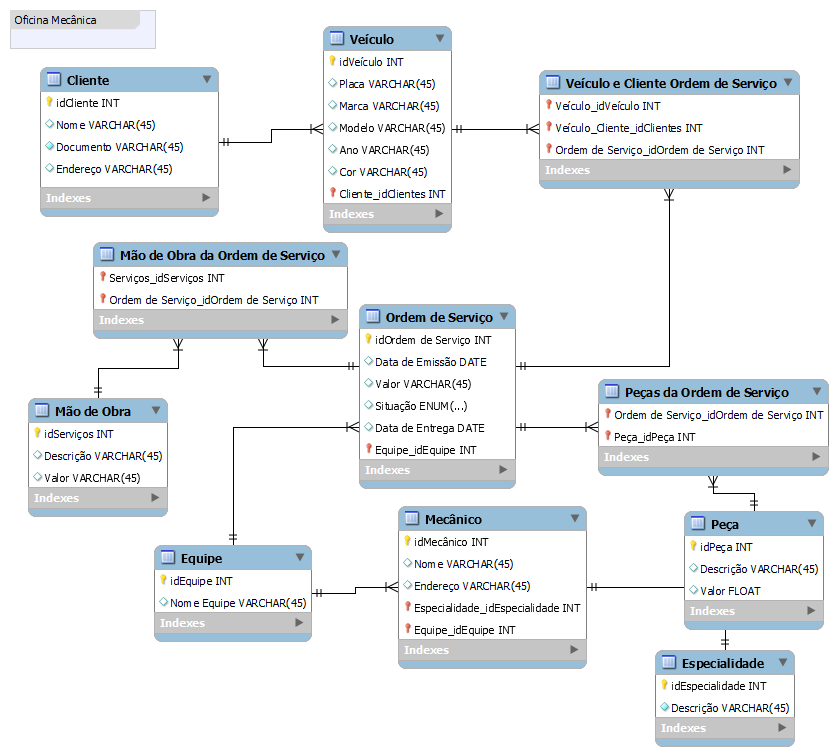 Oficina Mecânica
Cliente
idCliente INT
Nome VARCHAR(45)
Documento VARCHAR(45)
Endereço VARCHAR(45)
Indexes
Veículo
idVeículo INT
Placa VARCHAR(45)
Marca VARCHAR(45)
Modelo VARCHAR(45)
Ano VARCHAR(45)
Cor VARCHAR(45)
Cliente_idClientes INT
Indexes
Veículo e Cliente Ordem de Serviço
Veículo_idVeículo INT
Veículo_Cliente_idClientes INT
Ordem de Serviço_idOrdem de Serviço INT
Indexes
Mão de Obra da Ordem de Serviço
Serviços_idServiços INT
Ordem de Serviço_idOrdem de Serviço INT
Indexes
Ordem de Serviço
idOrdem de Serviço INT
Data de Emissão DATE
Valor VARCHAR(45)
Situação ENUM(...)
Data de Entrega DATE
Equipe_idEquipe INT
Indexes
Peças da Ordem de Serviço
Ordem de Serviço_idOrdem de Serviço INT
Peça_idPeça INT
Indexes
Mão de Obra
idServiços INT
Descrição VARCHAR(45)
Valor VARCHAR(45)
Indexes
Equipe
idEquipe INT
Nome Equipe VARCHAR(45)
Indexes
Mecânico
idMecânico INT
Nome VARCHAR(45)
Endereço VARCHAR(45)
Especialidade_idEspecialidade INT
Equipe_idEquipe INT
Indexes
Peça
idPeça INT
Descrição VARCHAR(45)
Valor FLOAT
Indexes
Especialidade
idEspecialidade INT
Descrição VARCHAR(45)
Indexes